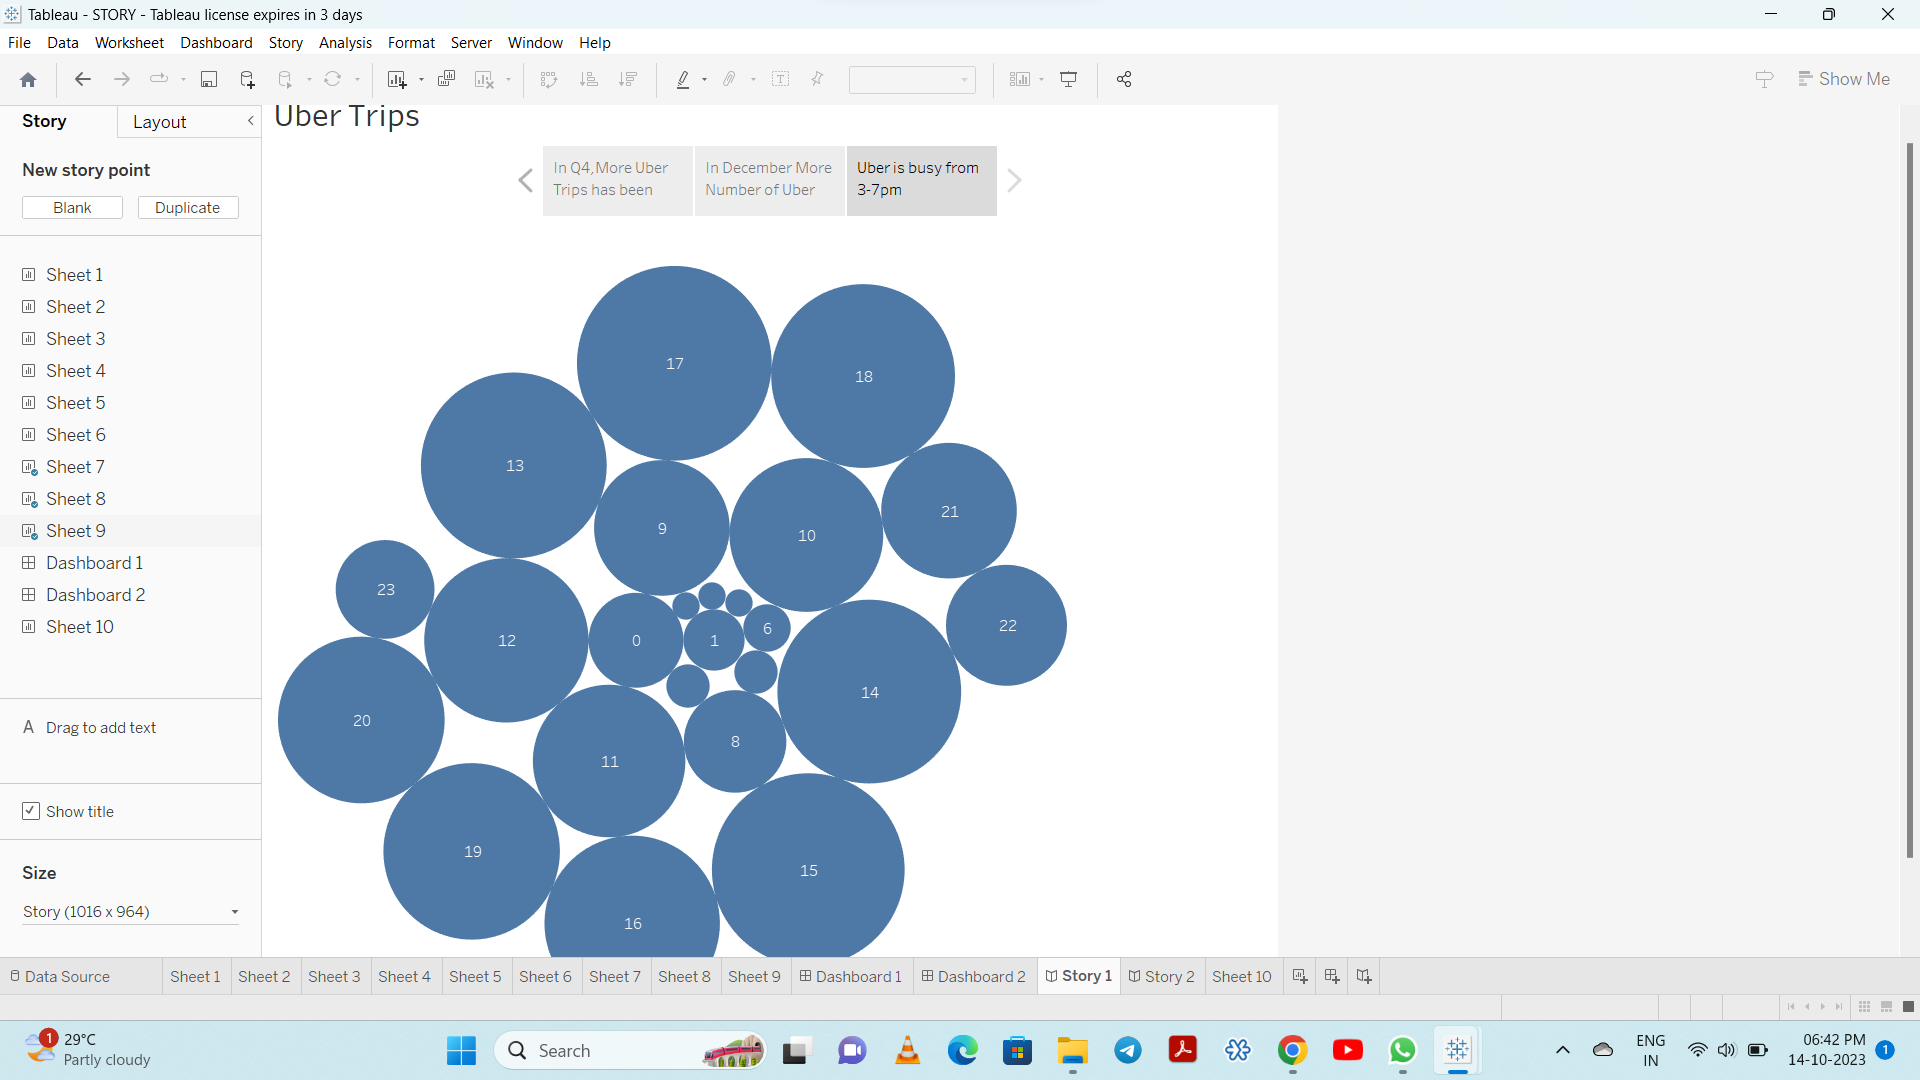 Tableau - STORY - Tableau license expires in 3 days
File Data Worksheet Dashboard Story Analysis Format Server Window Help
Show Me
Story Layout
Uber Trips
New story point
Blank Duplicate
In Q4,More Uber Trips has been
In December More Number of Uber
Uber is busy from 3-7pm
Sheet 1
Sheet 2
Sheet 3
Sheet 4
Sheet 5
Sheet 6
Sheet 7
Sheet 8
Sheet 9
Dashboard 1
Dashboard 2
Sheet 10
A Drag to add text
Show title
Size
Story (1016 x 964)
17
18
13
21
9
10
23
22
6
12
0
1
14
20
8
11
19
15
16
Data Source Sheet 1 Sheet 2 Sheet 3 Sheet 4 Sheet 5 Sheet 6 Sheet 7 Sheet 8 Sheet 9 Dashboard 1 Dashboard 2 Story 1 Story 2 Sheet 10
1
29°C
Partly cloudy
Search
ENG
IN
06:42 PM
14-10-2023
1